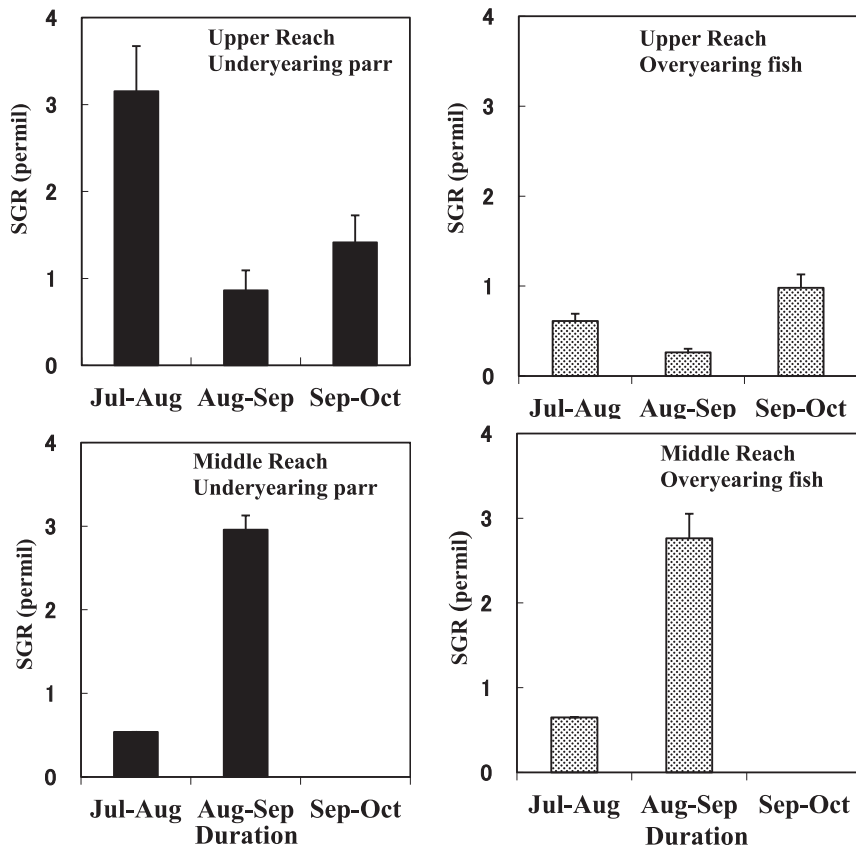 4
3
2
1
0
SGR (permil)
Upper Reach
Underyearing parr
Jul-Aug Aug-Sep Sep-Oct
4
3
2
1
0
SGR (permil)
Upper Reach
Overyearing fish
Jul-Aug Aug-Sep Sep-Oct
4
3
2
1
0
SGR (permil)
Middle Reach
Underyearing parr
Jul-Aug Aug-Sep Sep-Oct
Duration
4
3
2
1
0
SGR (permil)
Middle Reach
Overyearing fish
Jul-Aug Aug-Sep Sep-Oct
Duration